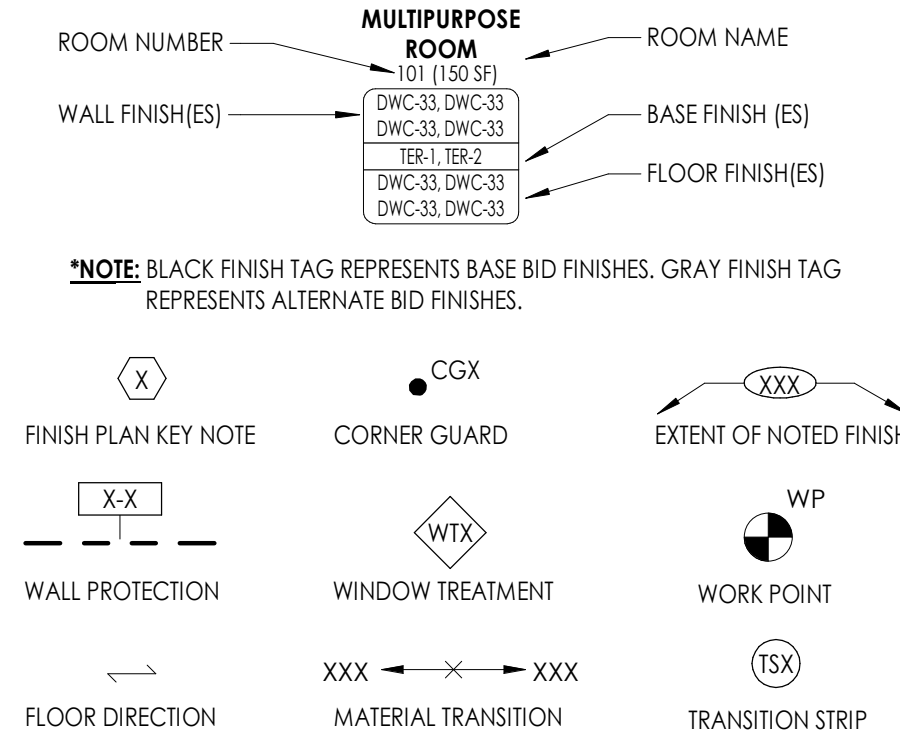 MULTIPURPOSE
ROOM NUMBER
ROOM
ROOM NAME
101 (150 SF)
WALL FINISH(ES)
DWC-33, DWC-33
DWC-33, DWC-33
BASE FINISH (ES)
TER-1, TER-2
FLOOR FINISH(ES)
DWC-33, DWC-33
DWC-33, DWC-33
*NOTE: BLACK FINISH TAG REPRESENTS BASE BID FINISHES. GRAY FINISH TAG
REPRESENTS ALTERNATE BID FINISHES.
X
CGX
XXX
FINISH PLAN KEY NOTE
CORNER GUARD
EXTENT OF NOTED FINISH
X-X
WTX
WP
WALL PROTECTION
WINDOW TREATMENT
WORK POINT
XXX XXX
TSX
FLOOR DIRECTION
MATERIAL TRANSITION
TRANSITION STRIP